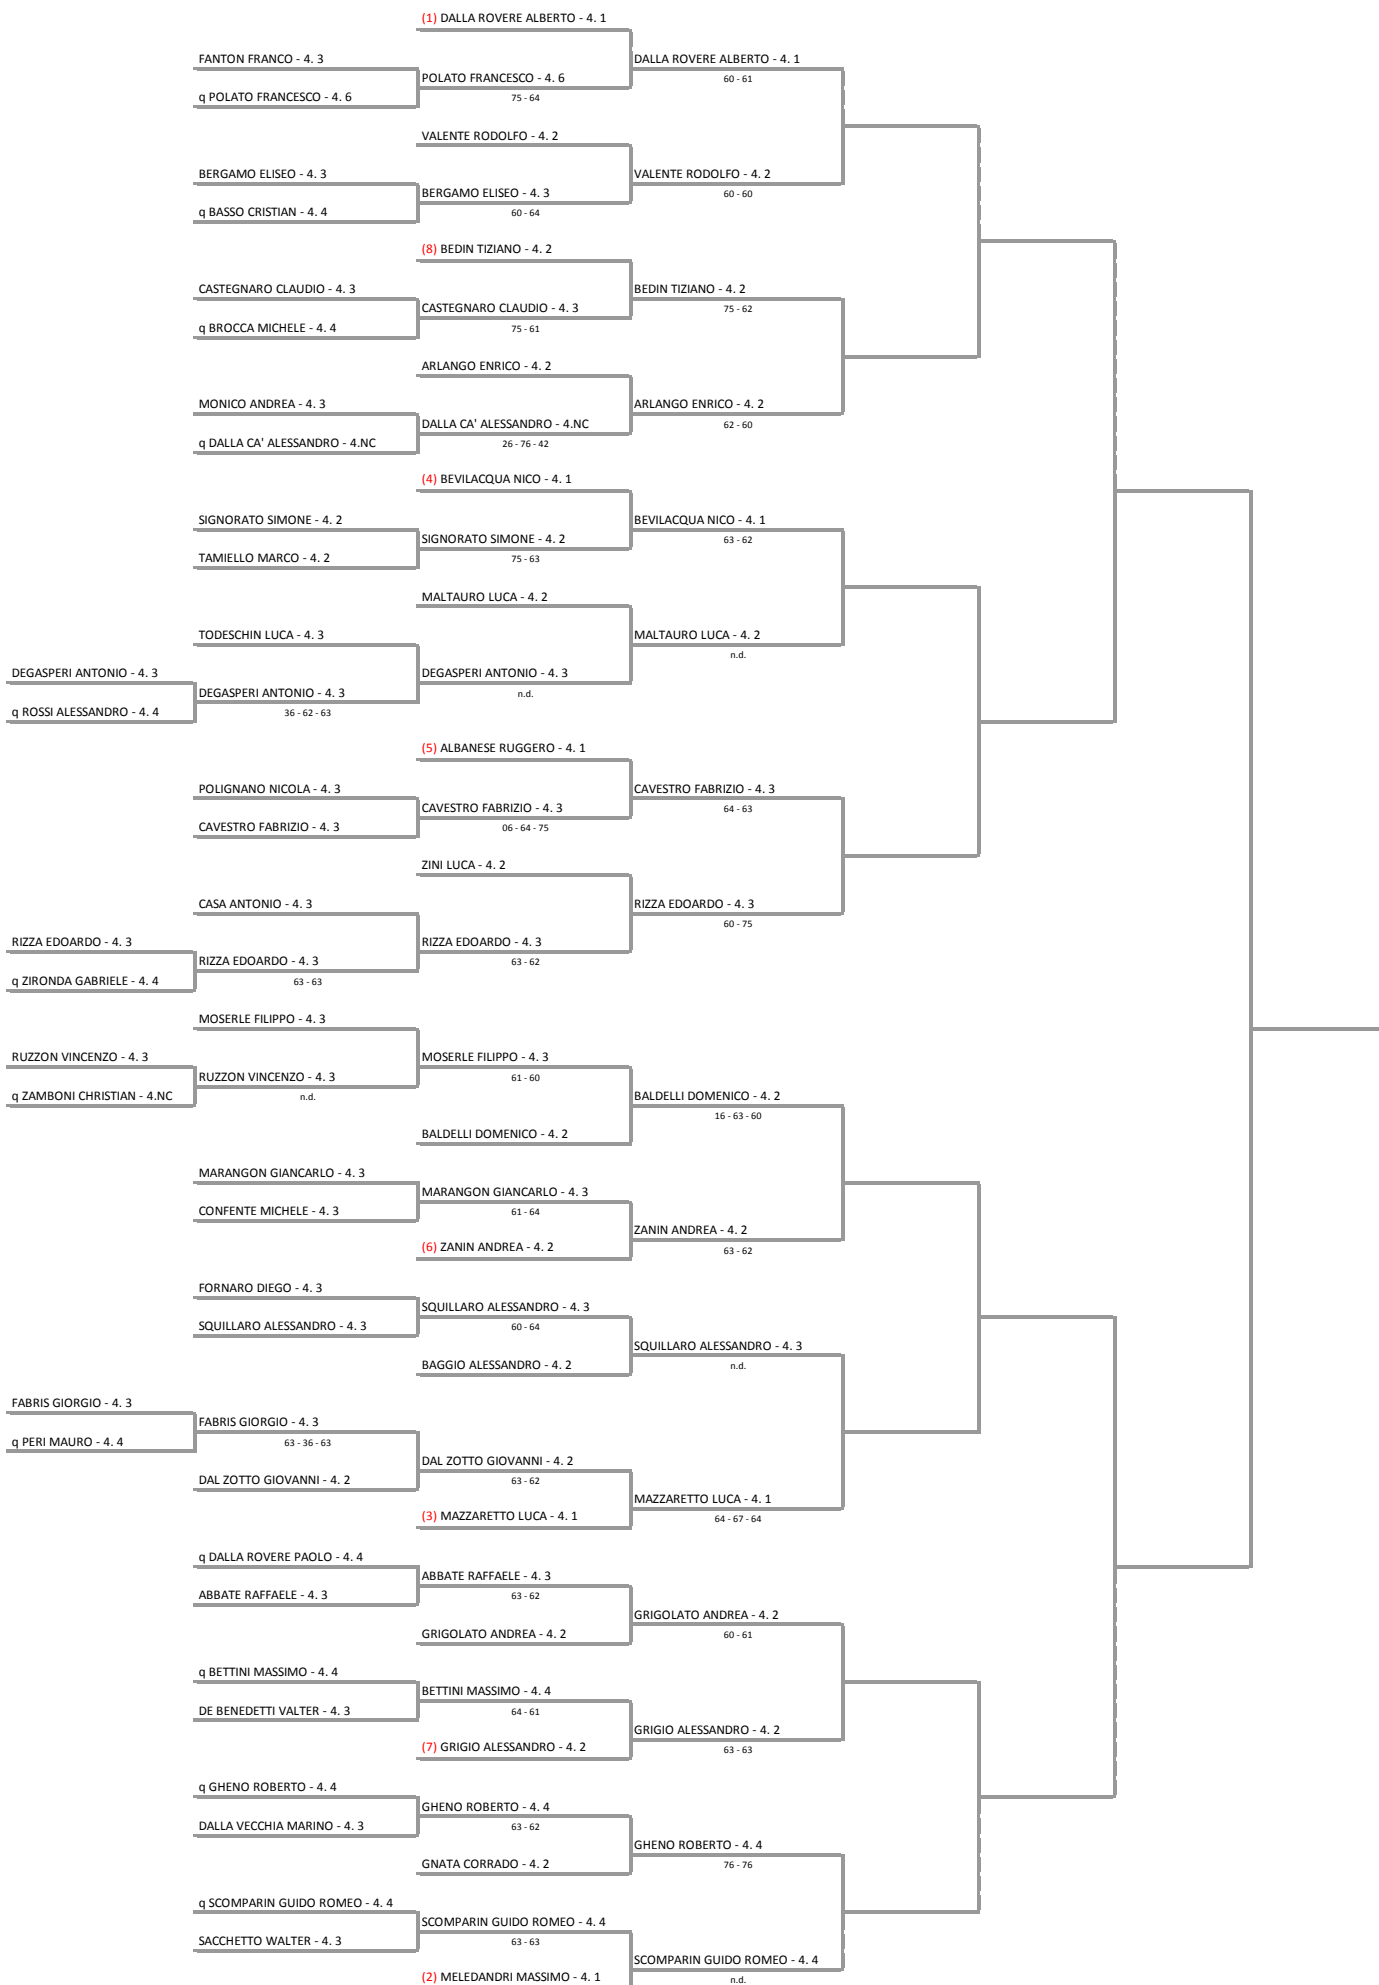 (1) DALLA ROVERE ALBERTO - 4. 1
FANTON FRANCO - 4. 3
DALLA ROVERE ALBERTO - 4. 1
60 - 61
POLATO FRANCESCO - 4. 6
75 - 64
q POLATO FRANCESCO - 4. 6
VALENTE RODOLFO - 4. 2
BERGAMO ELISEO - 4. 3
VALENTE RODOLFO - 4. 2
60 - 60
BERGAMO ELISEO - 4. 3
60 - 64
q BASSO CRISTIAN - 4. 4
(8) BEDIN TIZIANO - 4. 2
CASTEGNARO CLAUDIO - 4. 3
BEDIN TIZIANO - 4. 2
75 - 62
CASTEGNARO CLAUDIO - 4. 3
75 - 61
q BROCCA MICHELE - 4. 4
ARLANGO ENRICO - 4. 2
MONICO ANDREA - 4. 3
ARLANGO ENRICO - 4. 2
62 - 60
DALLA CA' ALESSANDRO - 4.NC
26 - 76 - 42
q DALLA CA' ALESSANDRO - 4.NC
(4) BEVILACQUA NICO - 4. 1
SIGNORATO SIMONE - 4. 2
BEVILACQUA NICO - 4. 1
63 - 62
SIGNORATO SIMONE - 4. 2
75 - 63
TAMIELLO MARCO - 4. 2
MALTAURO LUCA - 4. 2
TODESCHIN LUCA - 4. 3
MALTAURO LUCA - 4. 2
n.d.
DEGASPERI ANTONIO - 4. 3
DEGASPERI ANTONIO - 4. 3
n.d.
DEGASPERI ANTONIO - 4. 3
36 - 62 - 63
q ROSSI ALESSANDRO - 4. 4
(5) ALBANESE RUGGERO - 4. 1
POLIGNANO NICOLA - 4. 3
CAVESTRO FABRIZIO - 4. 3
64 - 63
CAVESTRO FABRIZIO - 4. 3
06 - 64 - 75
CAVESTRO FABRIZIO - 4. 3
ZINI LUCA - 4. 2
CASA ANTONIO - 4. 3
RIZZA EDOARDO - 4. 3
60 - 75
RIZZA EDOARDO - 4. 3
RIZZA EDOARDO - 4. 3
63 - 62
RIZZA EDOARDO - 4. 3
63 - 63
q ZIRONDA GABRIELE - 4. 4
MOSERLE FILIPPO - 4. 3
RUZZON VINCENZO - 4. 3
MOSERLE FILIPPO - 4. 3
61 - 60
RUZZON VINCENZO - 4. 3
n.d.
q ZAMBONI CHRISTIAN - 4.NC
BALDELLI DOMENICO - 4. 2
16 - 63 - 60
BALDELLI DOMENICO - 4. 2
MARANGON GIANCARLO - 4. 3
MARANGON GIANCARLO - 4. 3
61 - 64
CONFENTE MICHELE - 4. 3
ZANIN ANDREA - 4. 2
63 - 62
(6) ZANIN ANDREA - 4. 2
FORNARO DIEGO - 4. 3
SQUILLARO ALESSANDRO - 4. 3
60 - 64
SQUILLARO ALESSANDRO - 4. 3
SQUILLARO ALESSANDRO - 4. 3
n.d.
BAGGIO ALESSANDRO - 4. 2
FABRIS GIORGIO - 4. 3
FABRIS GIORGIO - 4. 3
63 - 36 - 63
q PERI MAURO - 4. 4
DAL ZOTTO GIOVANNI - 4. 2
63 - 62
DAL ZOTTO GIOVANNI - 4. 2
MAZZARETTO LUCA - 4. 1
64 - 67 - 64
(3) MAZZARETTO LUCA - 4. 1
q DALLA ROVERE PAOLO - 4. 4
ABBATE RAFFAELE - 4. 3
63 - 62
ABBATE RAFFAELE - 4. 3
GRIGOLATO ANDREA - 4. 2
60 - 61
GRIGOLATO ANDREA - 4. 2
q BETTINI MASSIMO - 4. 4
BETTINI MASSIMO - 4. 4
64 - 61
DE BENEDETTI VALTER - 4. 3
GRIGIO ALESSANDRO - 4. 2
63 - 63
(7) GRIGIO ALESSANDRO - 4. 2
q GHENO ROBERTO - 4. 4
GHENO ROBERTO - 4. 4
63 - 62
DALLA VECCHIA MARINO - 4. 3
GHENO ROBERTO - 4. 4
76 - 76
GNATA CORRADO - 4. 2
q SCOMPARIN GUIDO ROMEO - 4. 4
SCOMPARIN GUIDO ROMEO - 4. 4
63 - 63
SACCHETTO WALTER - 4. 3
SCOMPARIN GUIDO ROMEO - 4. 4
n.d.
(2) MELEDANDRI MASSIMO - 4. 1